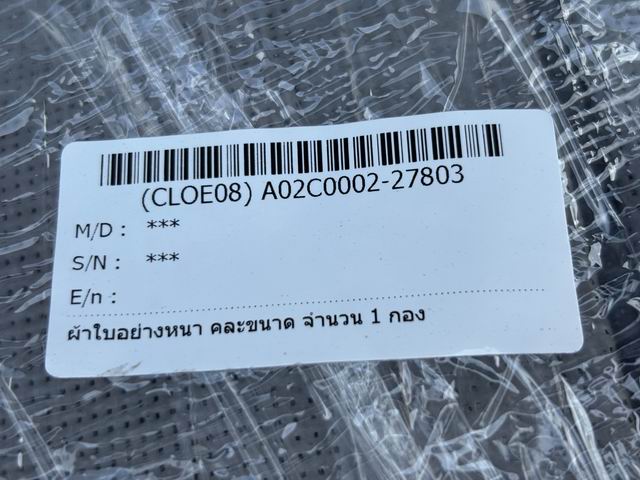 (CLOE08) A02C0002-27803
M/D : ***
S/N : ***
E/n :
ผ้าใบอย่างหนา คละขนาด จำนวน 1 กอง